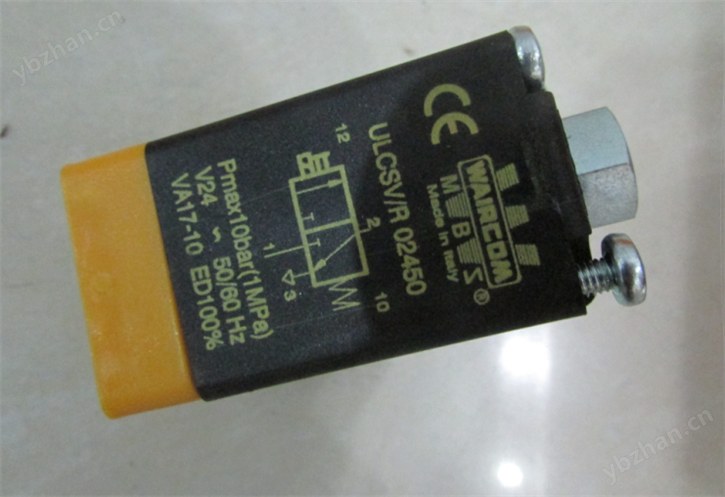 CE
WAIRCOM
MBS
®
Made in Italy
ULCSV/R 02450
12
2
10
1
3
Pmax10bar(1MPa)
V24 ~ 50/60 Hz
VA17-10 ED100%
ybzhan.cn
ybzhan.cn